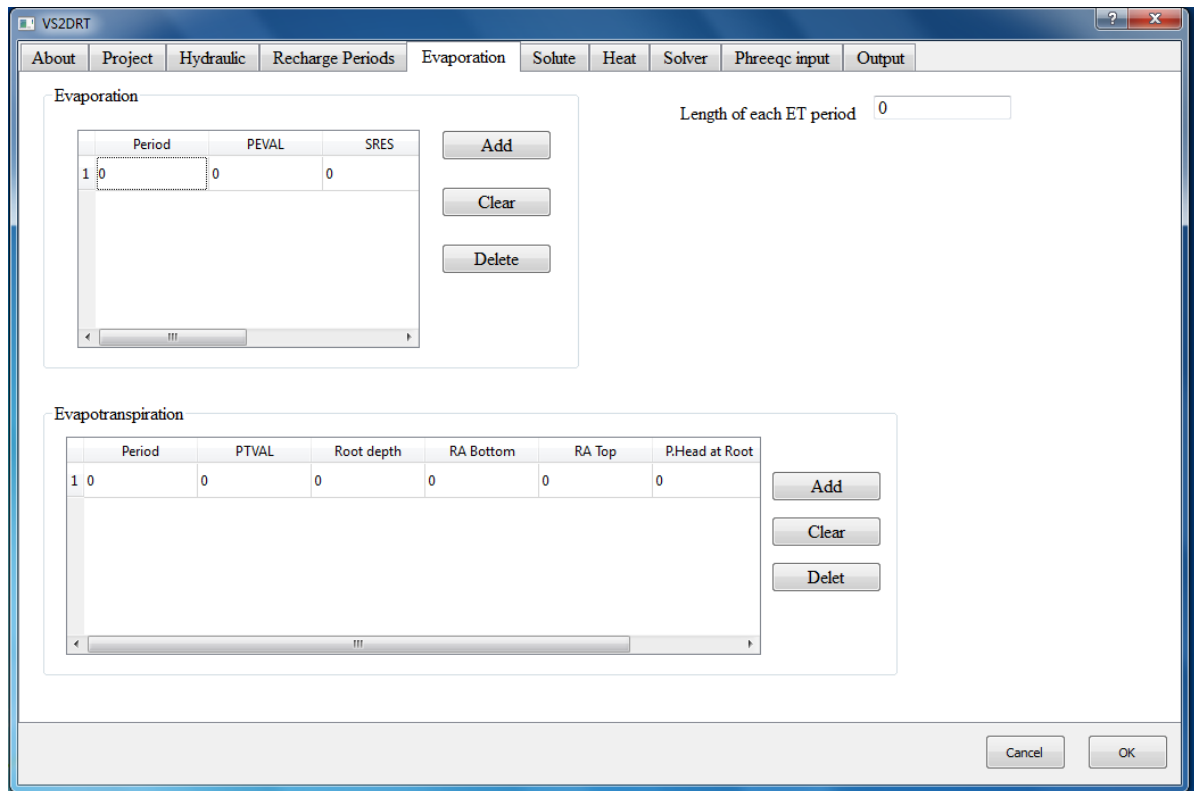 VS2DRT
About Project Hydraulic Recharge Periods Evaporation Solute Heat Solver Phreeqc input Output
Evaporation
Length of each ET period 0
Period PEVAL SRES
1 0 0 0
Add
Clear
Delete
Evapotranspiration
Period PTVAL Root depth RA Bottom RA Top P.Head at Root
1 0 0 0 0 0 0
Add
Clear
Delet
Cancel OK